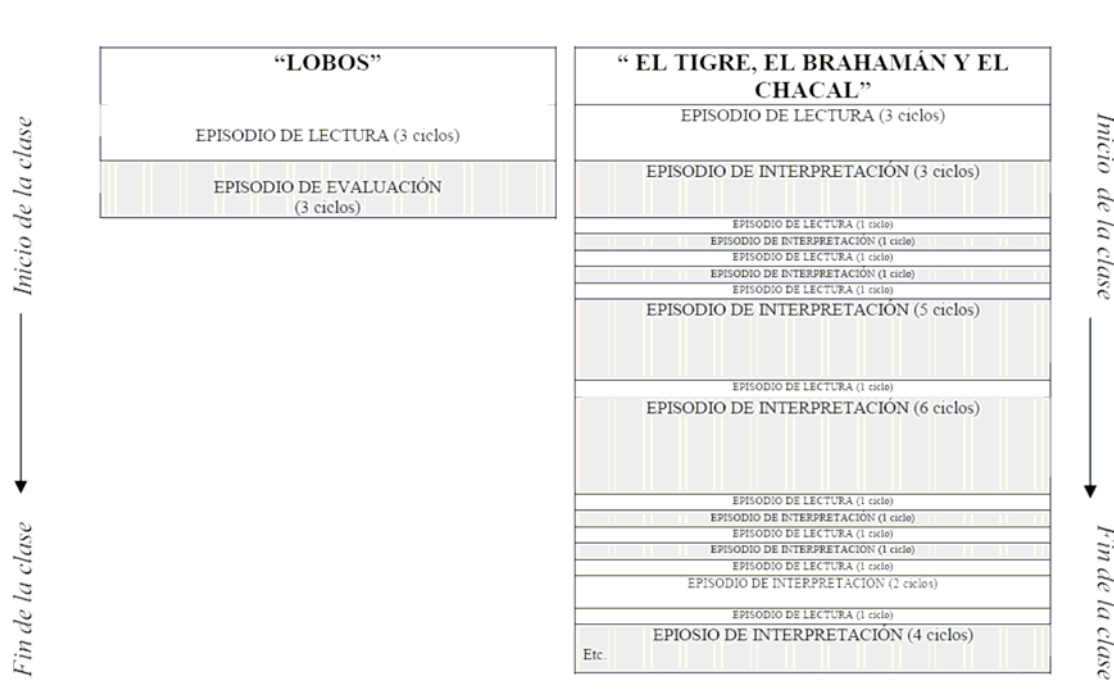 Inicio de la clase
Fin de la clase
“LOBOS”
EPISODIO DE LECTURA (3 ciclos)
EPISODIO DE EVALUACIÓN
(3 ciclos)
“ EL TIGRE, EL BRAHAMÁN Y EL
CHACAL”
EPISODIO DE LECTURA (3 ciclos)
EPISODIO DE INTERPRETACIÓN (3 ciclos)
EPISODIO DE LECTURA (1 ciclo)
EPISODIO DE INTERPRETACIÓN (1 ciclo)
EPISODIO DE LECTURA (1 ciclo)
EPISODIO DE INTERPRETACIÓN (1 ciclo)
EPISODIO DE LECTURA (1 ciclo)
EPISODIO DE INTERPRETACIÓN (5 ciclos)
EPISODIO DE LECTURA (1 ciclo)
EPISODIO DE INTERPRETACIÓN (6 ciclos)
EPISODIO DE LECTURA (1 ciclo)
EPISODIO DE INTERPRETACIÓN (1 ciclo)
EPISODIO DE LECTURA (1 ciclo)
EPISODIO DE INTERPRETACIÓN (1 ciclo)
EPISODIO DE LECTURA (1 ciclo)
EPISODIO DE INTERPRETACIÓN (2 ciclos)
EPISODIO DE LECTURA (1 ciclo)
EPIOSIO DE INTERPRETACIÓN (4 ciclos)
Etc.
Inicio de la clase
Fin de la clase